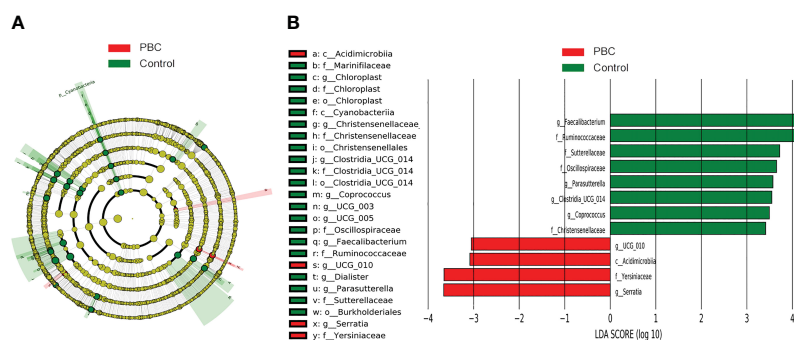 A
PBC
Control
p__Cyanobacteria
B
a: c__Acidimicrobiia
b: f__Marinifilaceae
c: g__Chloroplast
d: f__Chloroplast
e: o__Chloroplast
f: c__Cyanobacteriia
g: g__Christensenellaceae
h: f__Christensenellaceae
i: o__Christensenellales
j: g__Clostridia_UCG_014
k: f__Clostridia_UCG_014
l: o__Clostridia_UCG_014
m: g__Coprococcus
n: g__UCG_003
o: g__UCG_005
p: f__Oscillospiraceae
q: g__Faecalibacterium
r: f__Ruminococcaceae
s: g__UCG_010
t: g__Dialister
u: g__Parasutterella
v: f__Sutterellaceae
w: o__Burkholderiales
x: g__Serratia
y: f__Yersiniaceae
PBC
Control
g__Faecalibacterium
f__Ruminococcaceae
f__Sutterellaceae
f__Oscillospiraceae
g__Parasutterella
g__Clostridia_UCG_014
g__Coprococcus
f__Christensenellaceae
g__UCG_010
c__Acidimicrobiia
f__Yersiniaceae
g__Serratia
−4 −3 −2 −1 0 1 2 3 4
LDA SCORE (log 10)